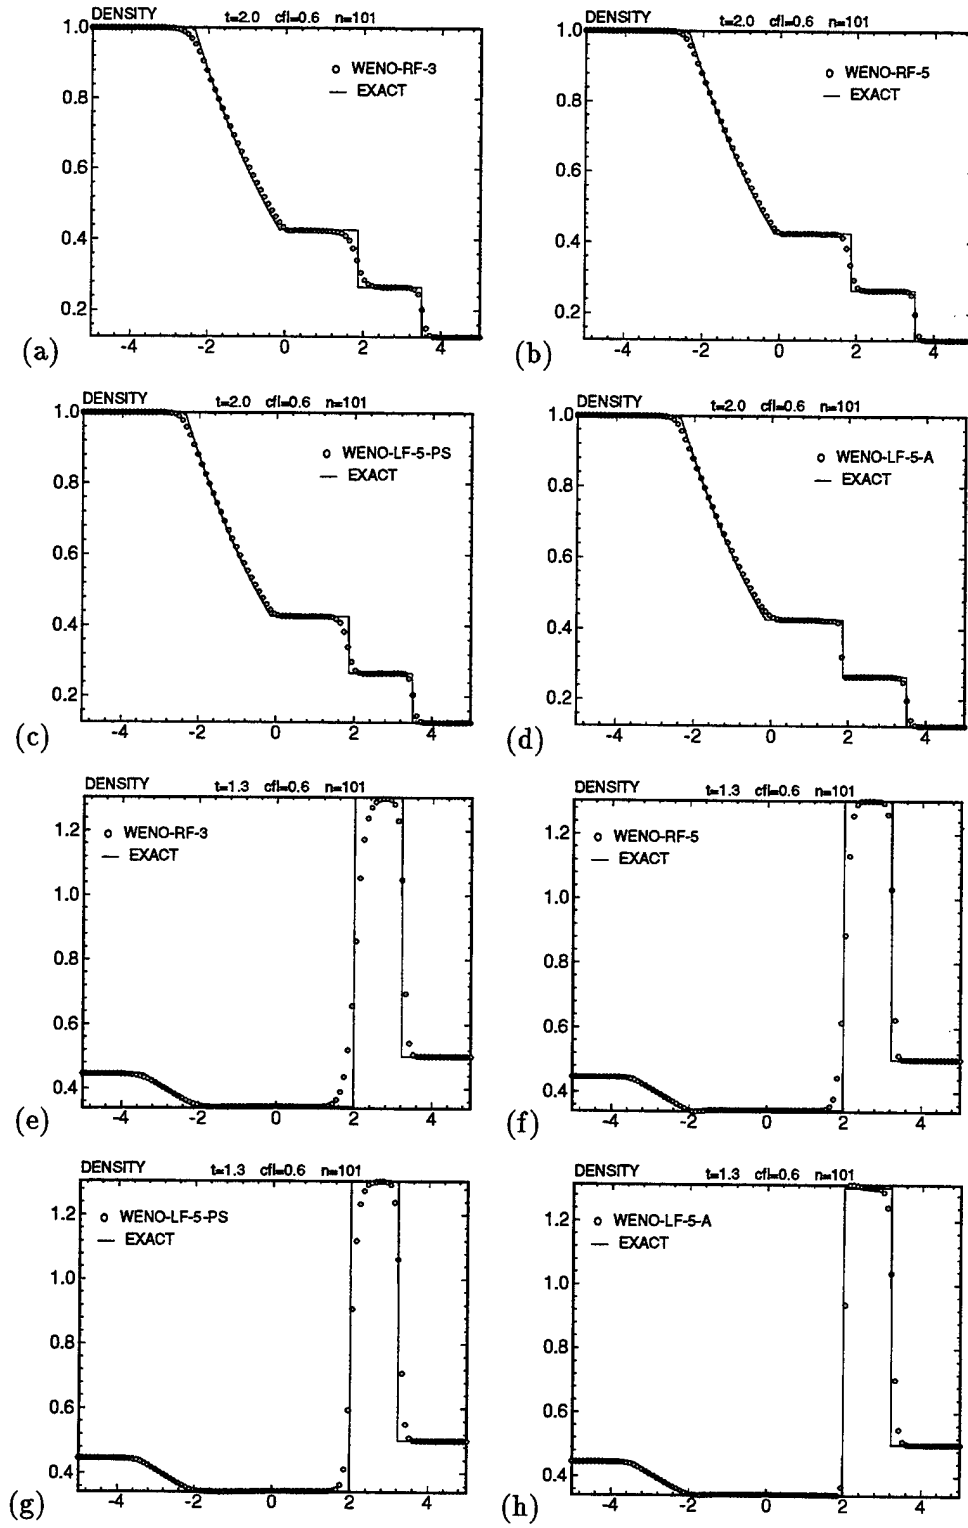 DENSITY t=2.0 cfl=0.6 n=101
1.0
0.8
0.6
0.4
0.2
o WENO-RF-3
— EXACT
-4 -2 0 2 4
(a)
DENSITY t=2.0 cfl=0.6 n=101
1.0
0.8
0.6
0.4
0.2
o WENO-RF-5
— EXACT
-4 -2 0 2 4
(b)
DENSITY t=2.0 cfl=0.6 n=101
1.0
0.8
0.6
0.4
0.2
o WENO-LF-5-PS
— EXACT
-4 -2 0 2 4
(c)
DENSITY t=2.0 cfl=0.6 n=101
1.0
0.8
0.6
0.4
0.2
o WENO-LF-5-A
— EXACT
-4 -2 0 2 4
(d)
DENSITY t=1.3 cfl=0.6 n=101
1.2
1.0
0.8
0.6
0.4
o WENO-RF-3
— EXACT
-4 -2 0 2 4
(e)
DENSITY t=1.3 cfl=0.6 n=101
1.2
1.0
0.8
0.6
0.4
o WENO-RF-5
— EXACT
-4 -2 0 2 4
(f)
DENSITY t=1.3 cfl=0.6 n=101
1.2
1.0
0.8
0.6
0.4
o WENO-LF-5-PS
— EXACT
-4 -2 0 2 4
(g)
DENSITY t=1.3 cfl=0.6 n=101
1.2
1.0
0.8
0.6
0.4
o WENO-LF-5-A
— EXACT
-4 -2 0 2 4
(h)